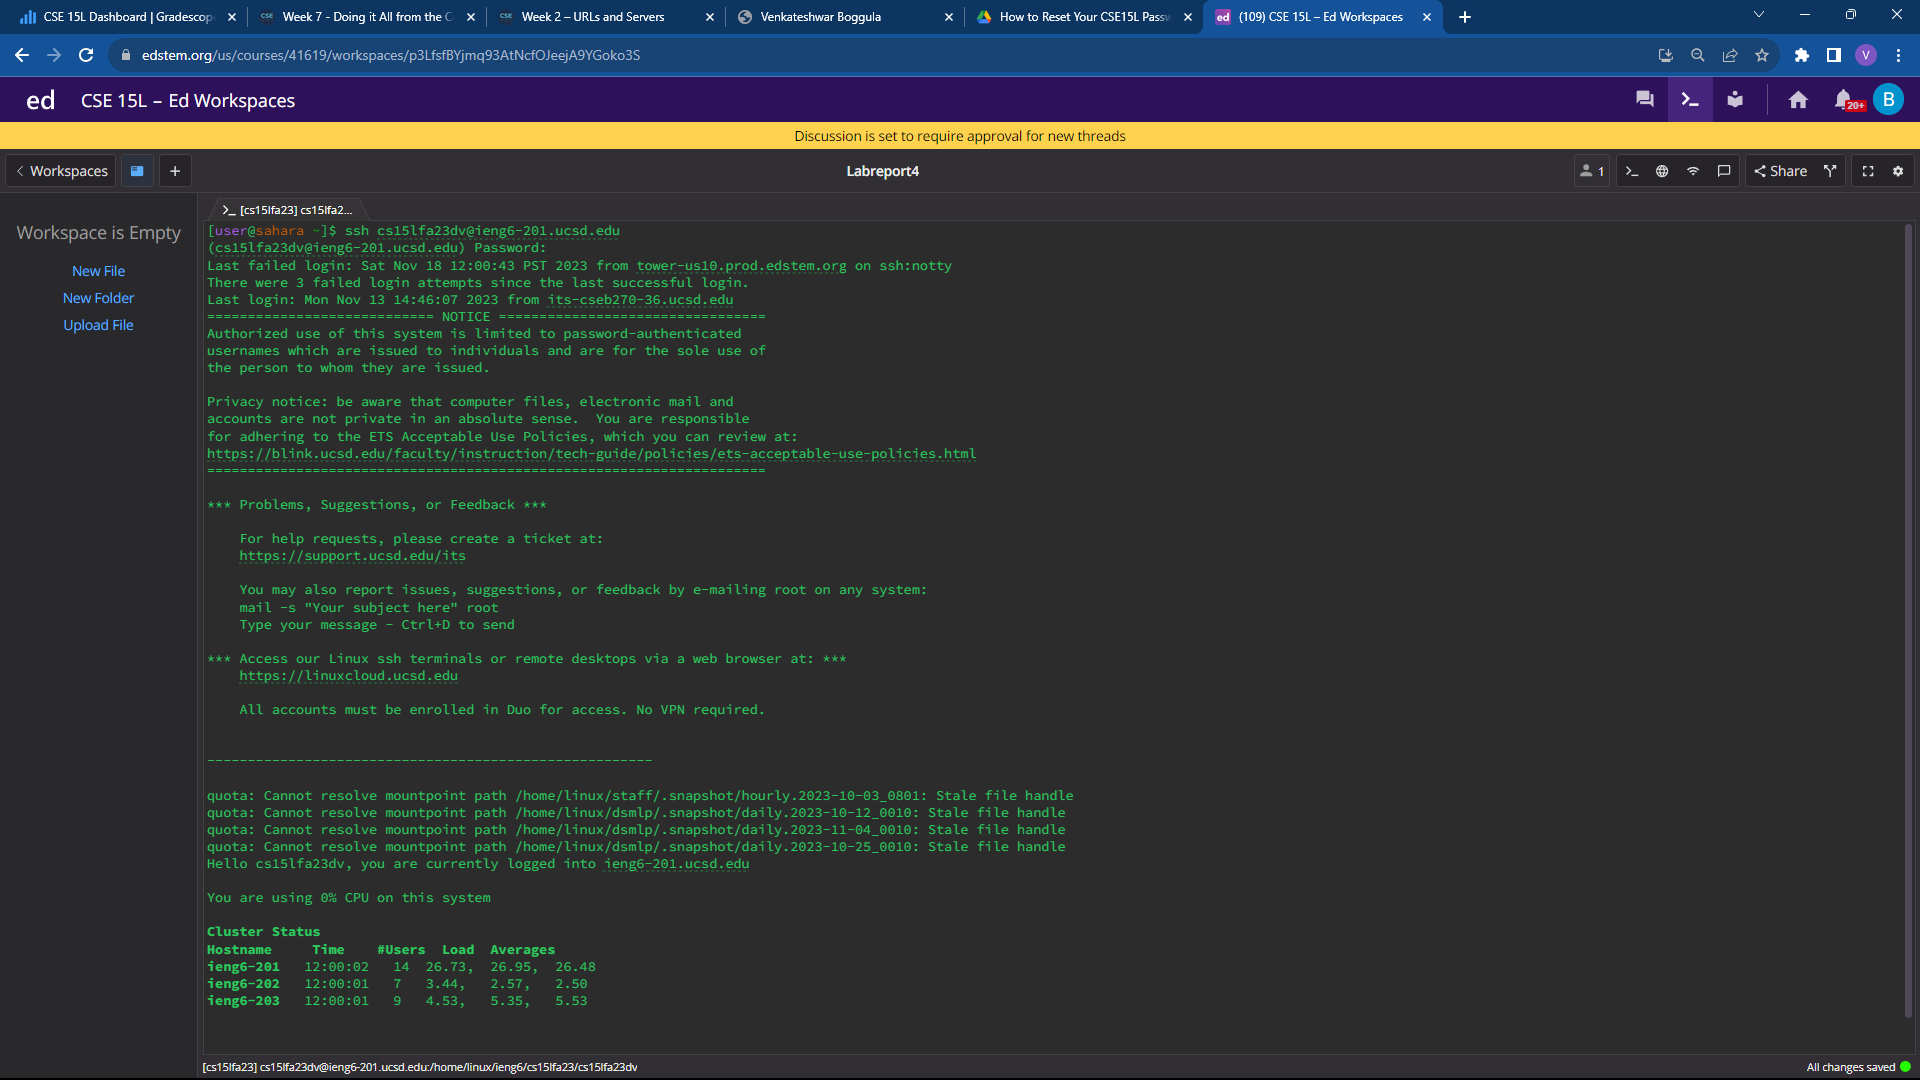 CSE 15L Dashboard | Gradescop
Week 7 - Doing it All from the C
Week 2 – URLs and Servers
Venkateshwar Boggula
How to Reset Your CSE15L Passw
ed (109) CSE 15L – Ed Workspaces
edstem.org/us/courses/41619/workspaces/p3LfsfBYjmq93AtNcfOJeejA9YGoko3S
V
ed CSE 15L – Ed Workspaces
20+
B
Discussion is set to require approval for new threads
Workspaces
Labreport4
1
Share
Workspace is Empty
New File
New Folder
Upload File
[cs15lfa23] cs15lfa2...
[user@sahara ~]$ ssh cs15lfa23dv@ieng6-201.ucsd.edu
(cs15lfa23dv@ieng6-201.ucsd.edu) Password:
Last failed login: Sat Nov 18 12:00:43 PST 2023 from tower-us10.prod.edstem.org on ssh:notty
There were 3 failed login attempts since the last successful login.
Last login: Mon Nov 13 14:46:07 2023 from its-cseb270-36.ucsd.edu
============================ NOTICE =================================
Authorized use of this system is limited to password-authenticated
usernames which are issued to individuals and are for the sole use of
the person to whom they are issued.
Privacy notice: be aware that computer files, electronic mail and
accounts are not private in an absolute sense.  You are responsible
for adhering to the ETS Acceptable Use Policies, which you can review at:
https://blink.ucsd.edu/faculty/instruction/tech-guide/policies/ets-acceptable-use-policies.html
=====================================================================
*** Problems, Suggestions, or Feedback ***
For help requests, please create a ticket at:
https://support.ucsd.edu/its
You may also report issues, suggestions, or feedback by e-mailing root on any system:
mail -s "Your subject here" root
Type your message - Ctrl+D to send
*** Access our Linux ssh terminals or remote desktops via a web browser at: ***
https://linuxcloud.ucsd.edu
All accounts must be enrolled in Duo for access. No VPN required.
-------------------------------------------------------
quota: Cannot resolve mountpoint path /home/linux/staff/.snapshot/hourly.2023-10-03_0801: Stale file handle
quota: Cannot resolve mountpoint path /home/linux/dsmlp/.snapshot/daily.2023-10-12_0010: Stale file handle
quota: Cannot resolve mountpoint path /home/linux/dsmlp/.snapshot/daily.2023-11-04_0010: Stale file handle
quota: Cannot resolve mountpoint path /home/linux/dsmlp/.snapshot/daily.2023-10-25_0010: Stale file handle
Hello cs15lfa23dv, you are currently logged into ieng6-201.ucsd.edu
You are using 0% CPU on this system
Cluster Status
Hostname     Time    #Users  Load  Averages
ieng6-201   12:00:02   14  26.73,  26.95,  26.48
ieng6-202   12:00:01   7   3.44,   2.57,   2.50
ieng6-203   12:00:01   9   4.53,   5.35,   5.53
[cs15lfa23] cs15lfa23dv@ieng6-201.ucsd.edu:/home/linux/ieng6/cs15lfa23/cs15lfa23dv
All changes saved